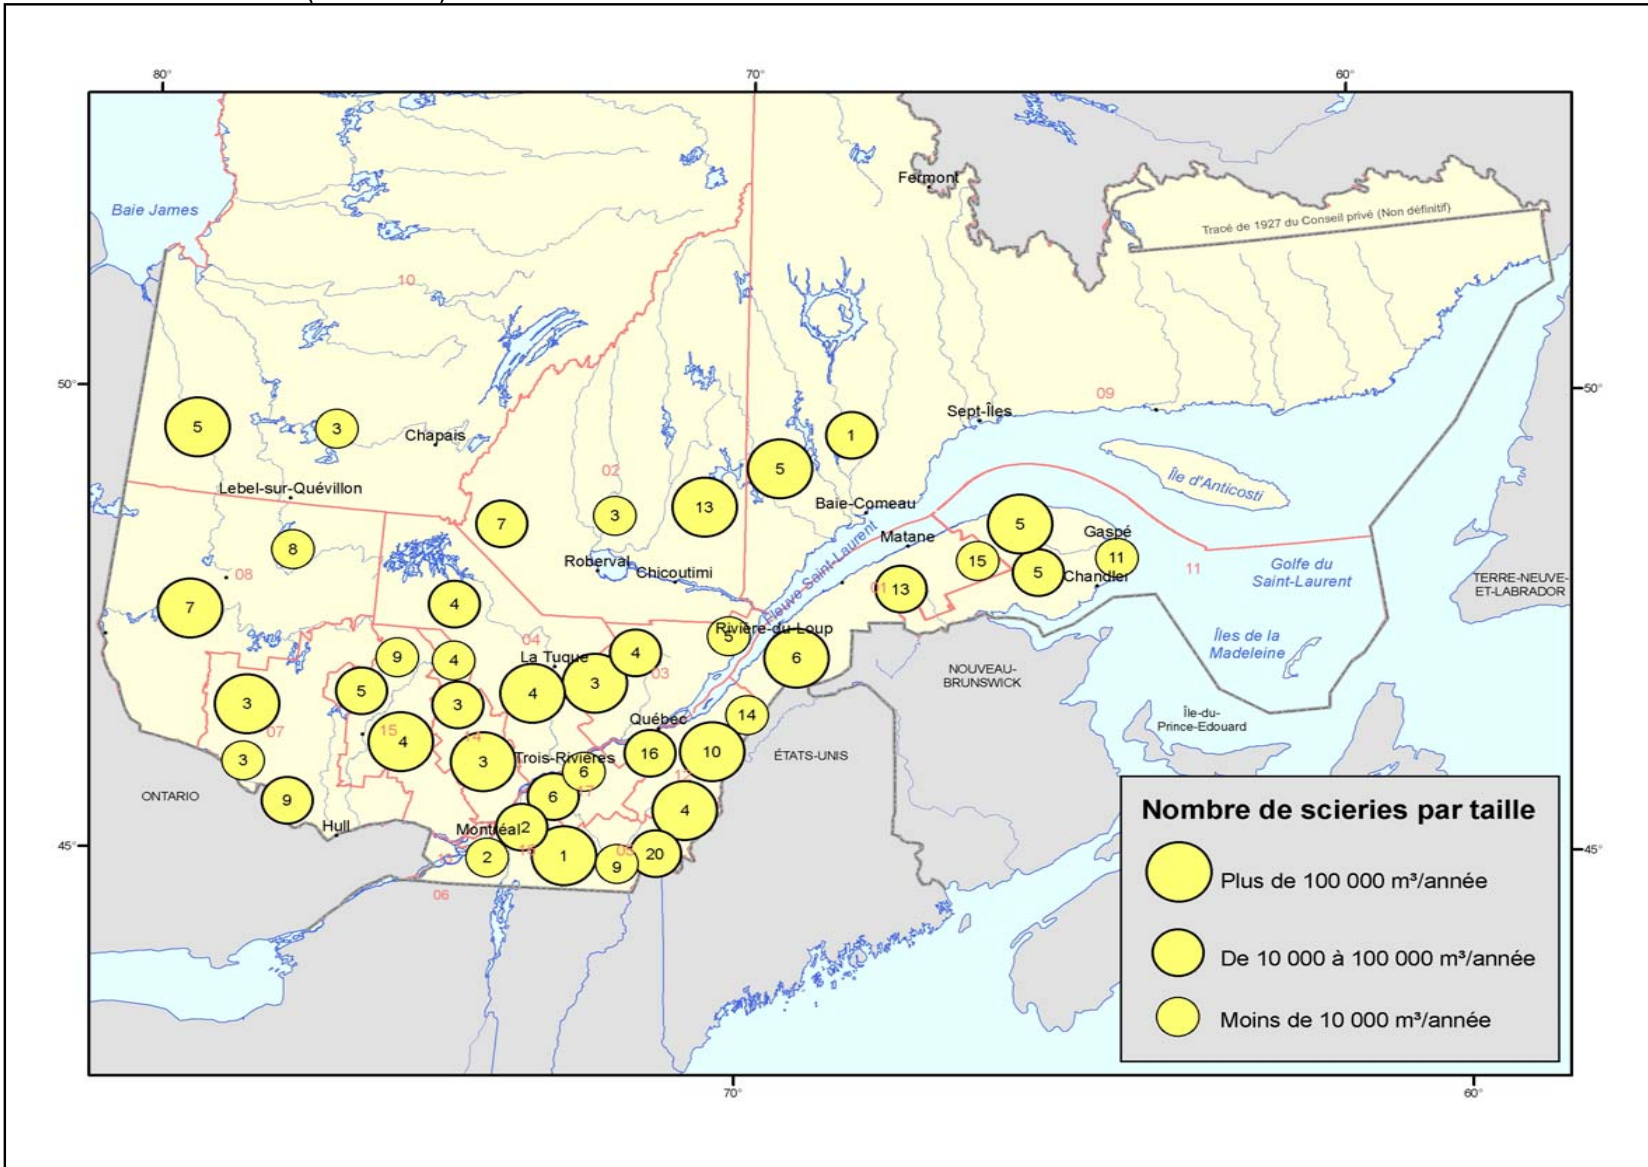 80°
70°
60°
Fermont
Baie James
Tracé de 1927 du Conseil privé (Non définitif)
10
50°
50°
09
Sept-Îles
5
3
Chapais
1
02
5
Île d'Anticosti
Lebel-sur-Quévillon
13
Baie-Comeau
7
3
5
Gaspé
Matane
8
Roberval
Chicoutimi
Fleuve Saint-Laurent
15
11
5
Chandler
11
Golfe du
Saint-Laurent
08
13
01
TERRE-NEUVE-
ET-LABRADOR
7
4
04
5
Rivière-du-Loup
Îles de la
Madeleine
9
4
La Tuque
4
6
03
NOUVEAU-
BRUNSWICK
5
4
3
3
3
14
Île-du-
Prince-Edouard
07
15
4
14
Québec
16
10
ÉTATS-UNIS
3
3
Trois-Rivières
6
12
ONTARIO
9
6
17
4
Hull
Montréal
2
45°
45°
13
2
16
1
05
9
20
06
Nombre de scieries par taille
Plus de 100 000 m³/année
De 10 000 à 100 000 m³/année
Moins de 10 000 m³/année
70°
60°